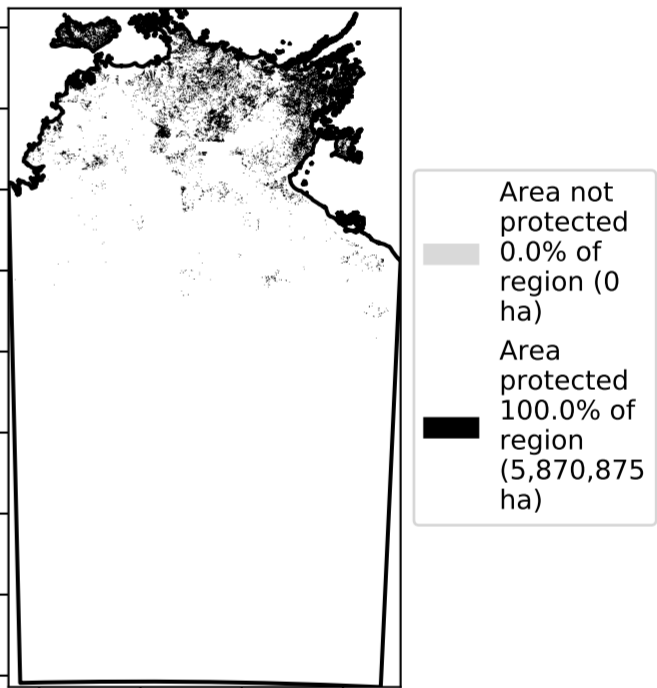 Area not
protected
0.0% of
region (0
ha)
Area
protected
100.0% of
region
(5,870,875
ha)